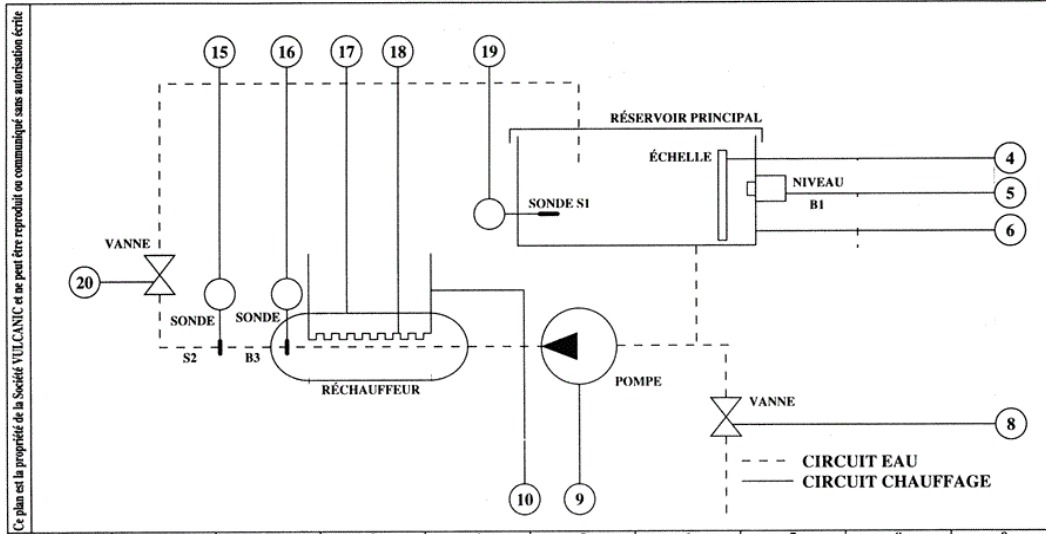 Ce plan est la propriété de la Société VULCANIC et ne peut être reproduit ou communiqué sans autorisation écrite
15
16
17
18
19
RÉSERVOIR PRINCIPAL
ÉCHELLE
4
NIVEAU
5
B1
SONDE S1
6
VANNE
20
SONDE
SONDE
S2
B3
RÉCHAUFFEUR
POMPE
VANNE
8
10
9
CIRCUIT EAU
CIRCUIT CHAUFFAGE